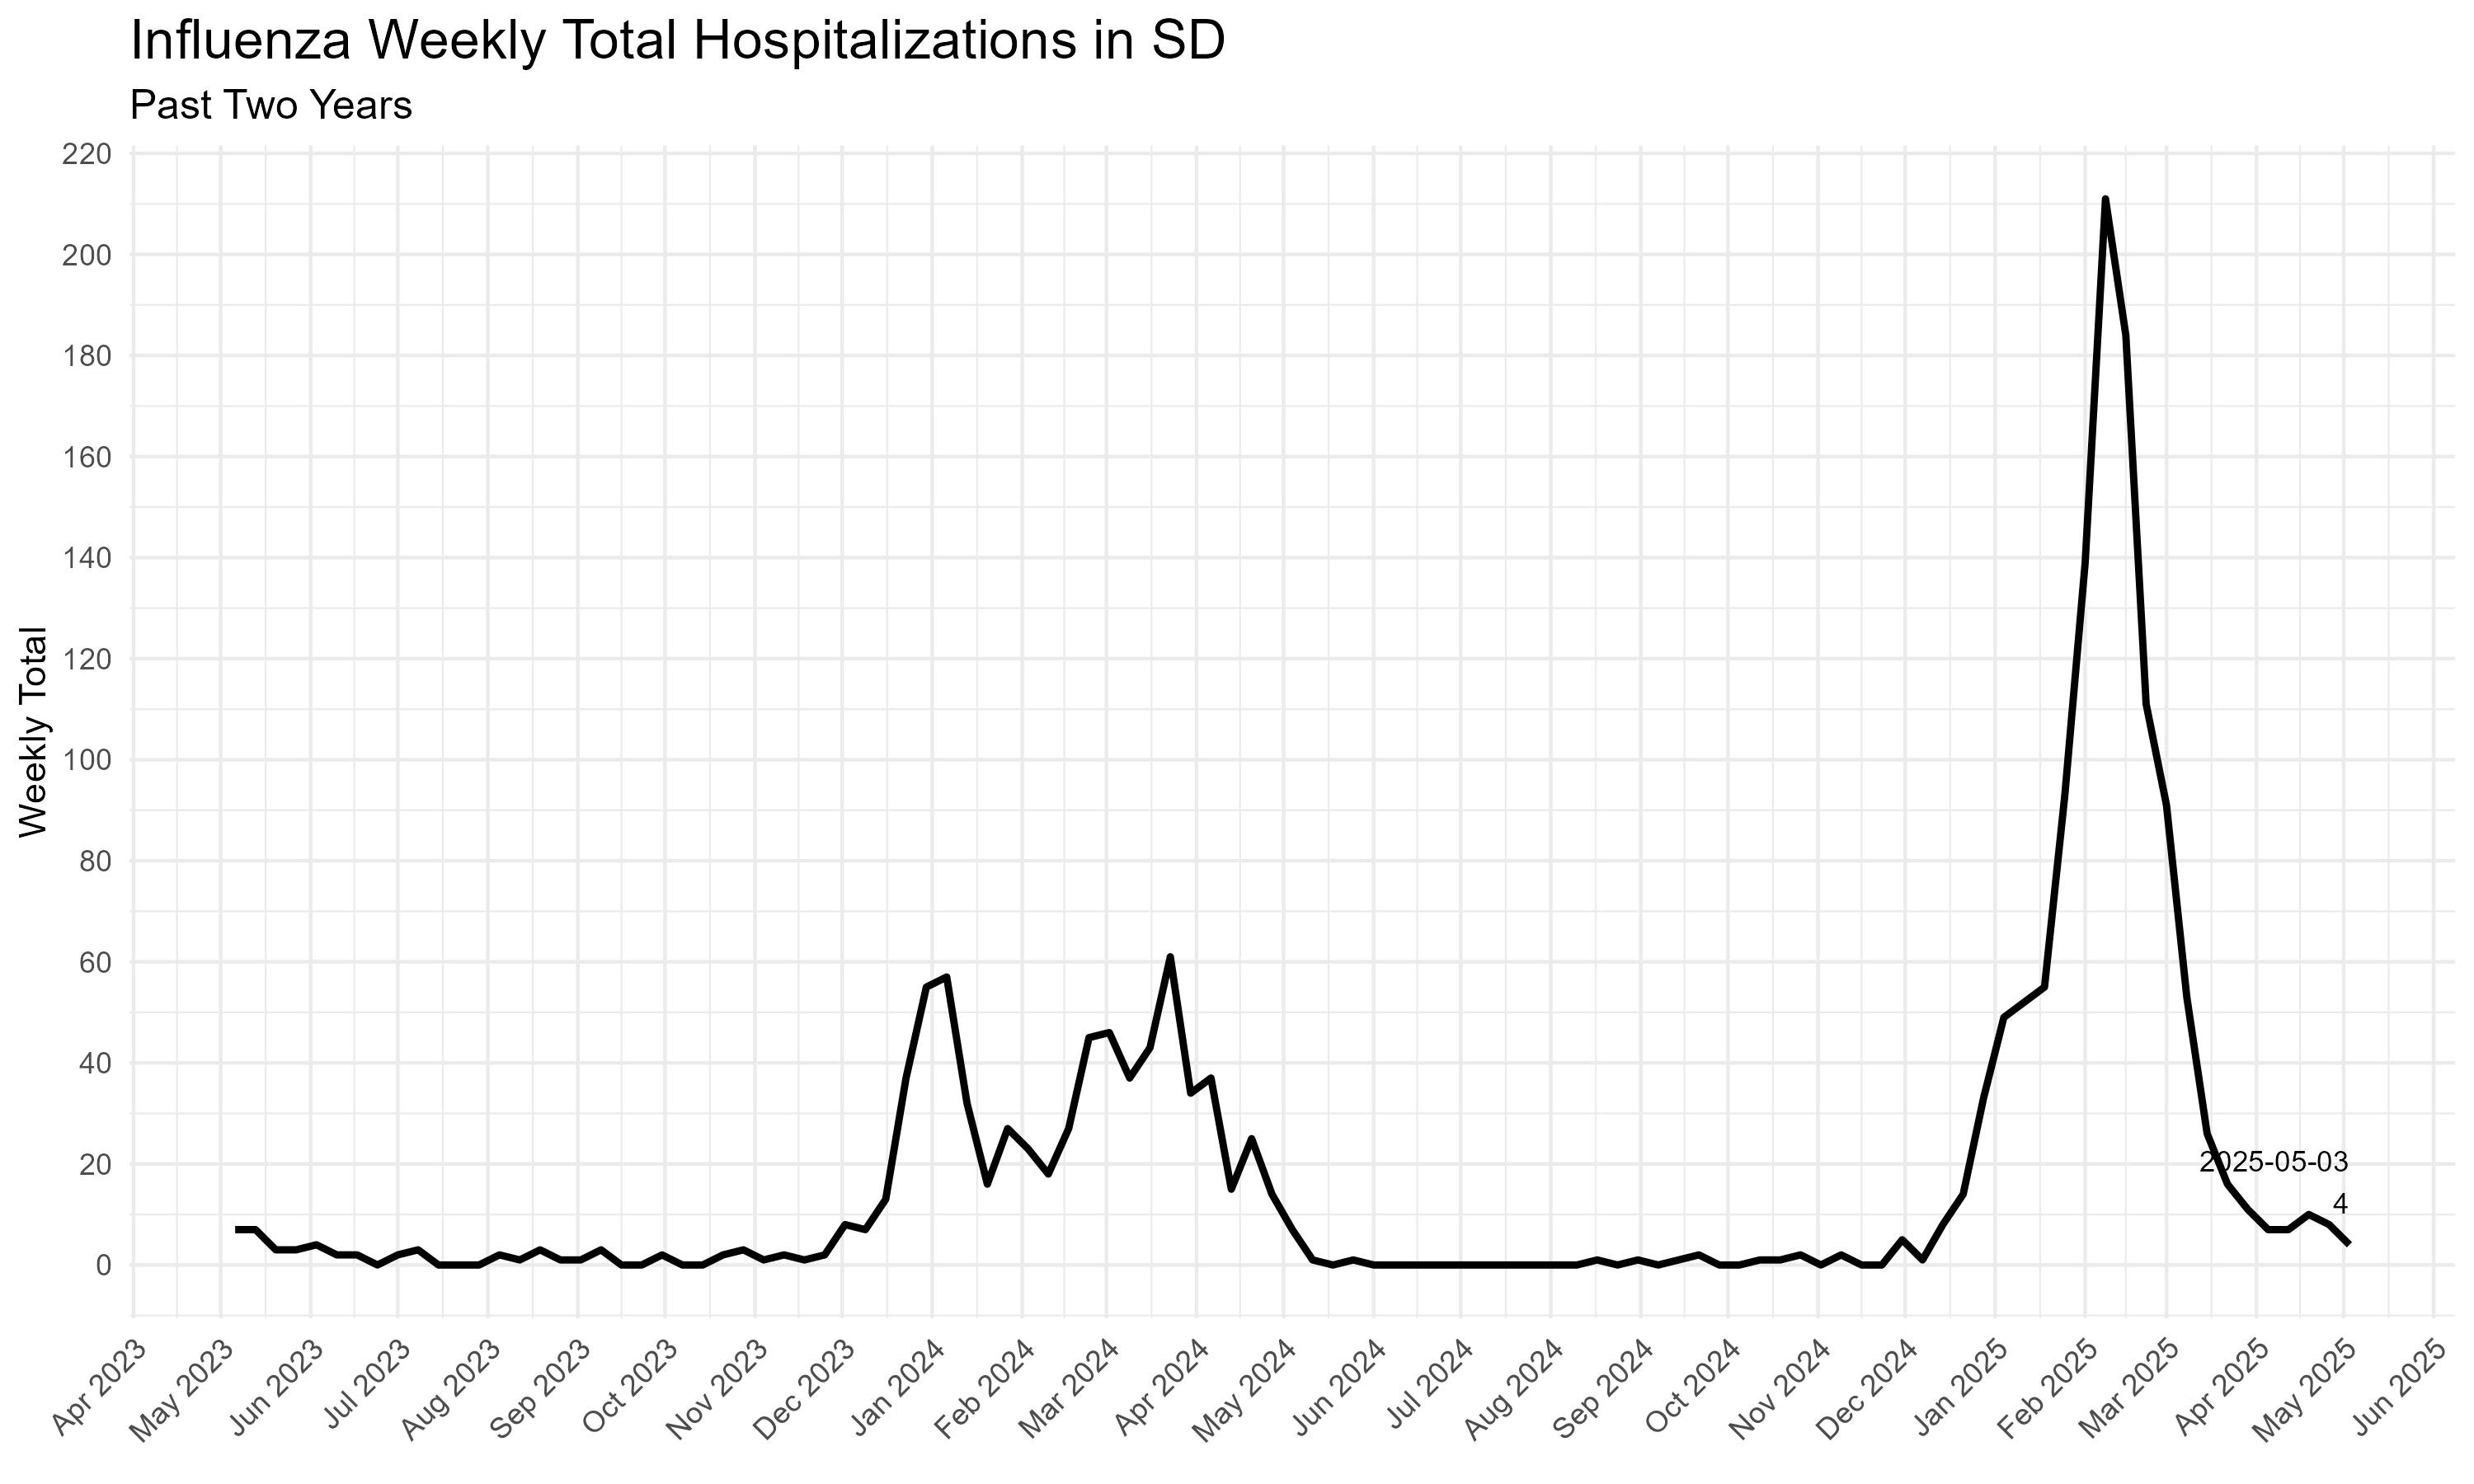 Influenza Weekly Total Hospitalizations in SD
Past Two Years
220
200
180
160
140
120
100
80
60
40
20
0
Weekly Total
2025-05-03
4
Apr 2023
May 2023
Jun 2023
Jul 2023
Aug 2023
Sep 2023
Oct 2023
Nov 2023
Dec 2023
Jan 2024
Feb 2024
Mar 2024
Apr 2024
May 2024
Jun 2024
Jul 2024
Aug 2024
Sep 2024
Oct 2024
Nov 2024
Dec 2024
Jan 2025
Feb 2025
Mar 2025
Apr 2025
May 2025
Jun 2025